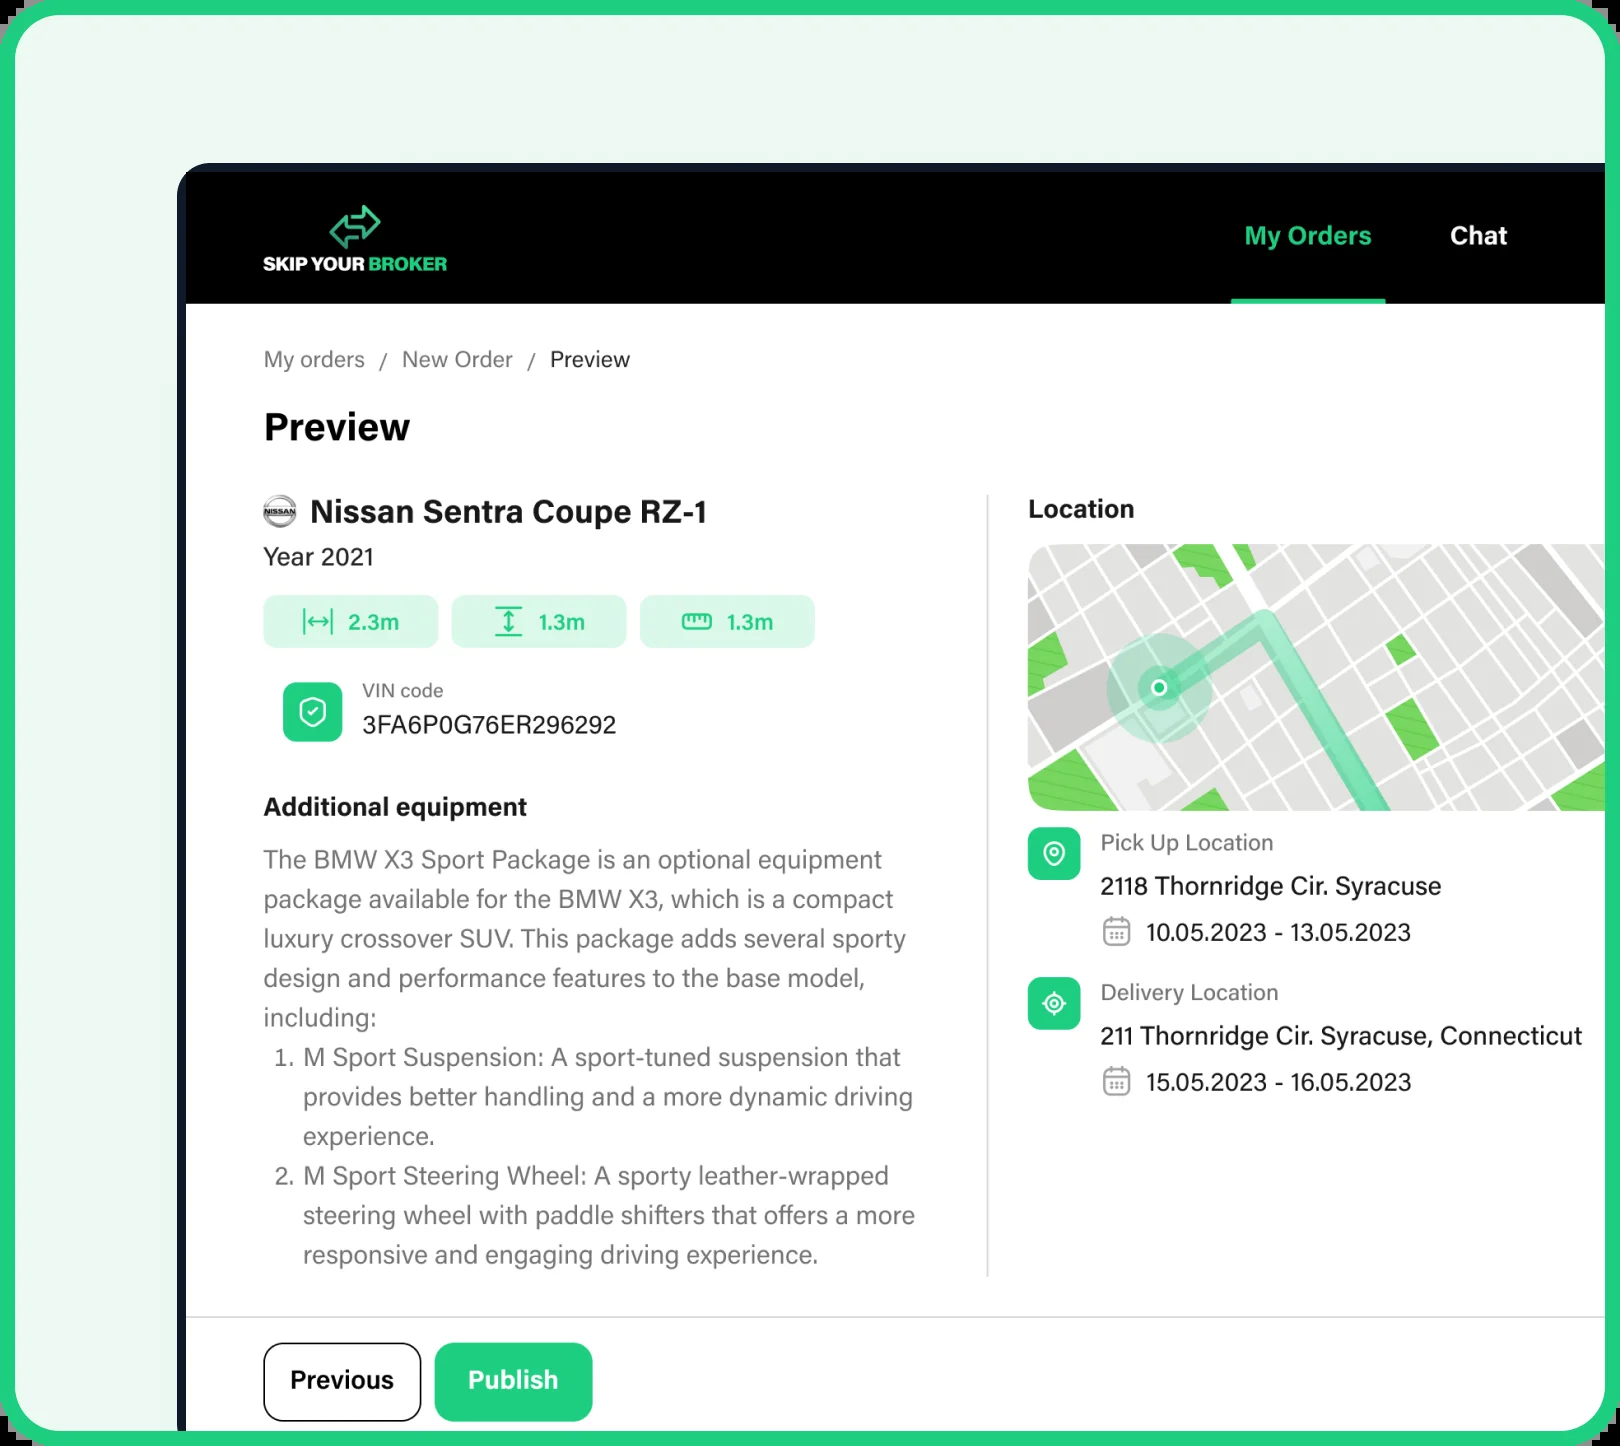 SKIP YOUR BROKER
My Orders
Chat
My orders / New Order / Preview
Preview
NISSAN
Nissan Sentra Coupe RZ-1
Year 2021
2.3m
1.3m
1.3m
VIN code
3FA6P0G76ER296292
Additional equipment
The BMW X3 Sport Package is an optional equipment
package available for the BMW X3, which is a compact
luxury crossover SUV. This package adds several sporty
design and performance features to the base model,
including:
1. M Sport Suspension: A sport-tuned suspension that
provides better handling and a more dynamic driving
experience.
2. M Sport Steering Wheel: A sporty leather-wrapped
steering wheel with paddle shifters that offers a more
responsive and engaging driving experience.
Location
Pick Up Location
2118 Thornridge Cir. Syracuse
10.05.2023 - 13.05.2023
Delivery Location
211 Thornridge Cir. Syracuse, Connecticut
15.05.2023 - 16.05.2023
Previous
Publish